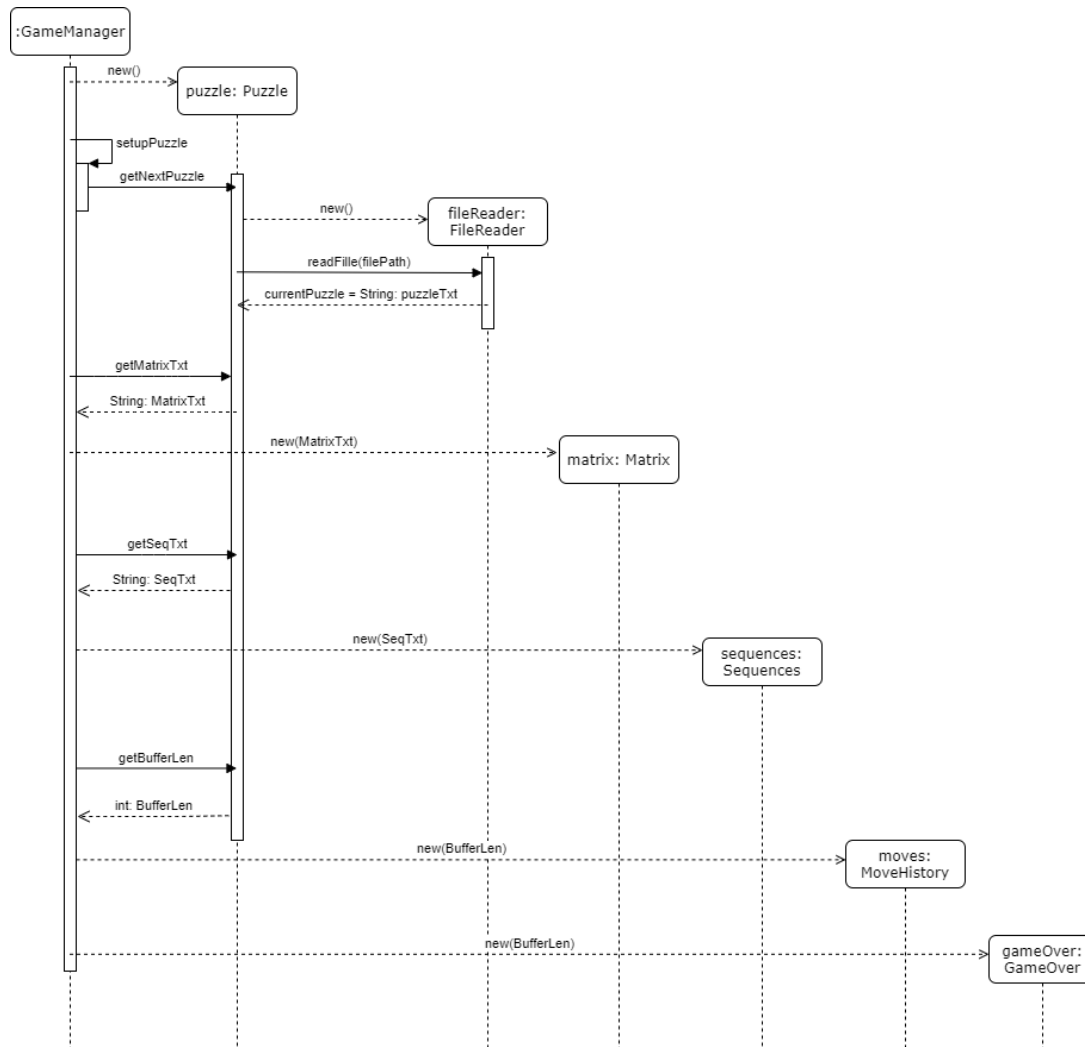 :GameManager
new()
puzzle: Puzzle
setupPuzzle
getNextPuzzle
new()
fileReader:
FileReader
readFille(filePath)
currentPuzzle = String: puzzleTxt
getMatrixTxt
String: MatrixTxt
new(MatrixTxt)
matrix: Matrix
getSeqTxt
String: SeqTxt
new(SeqTxt)
sequences:
Sequences
getBufferLen
int: BufferLen
new(BufferLen)
moves:
MoveHistory
new(BufferLen)
gameOver:
GameOver